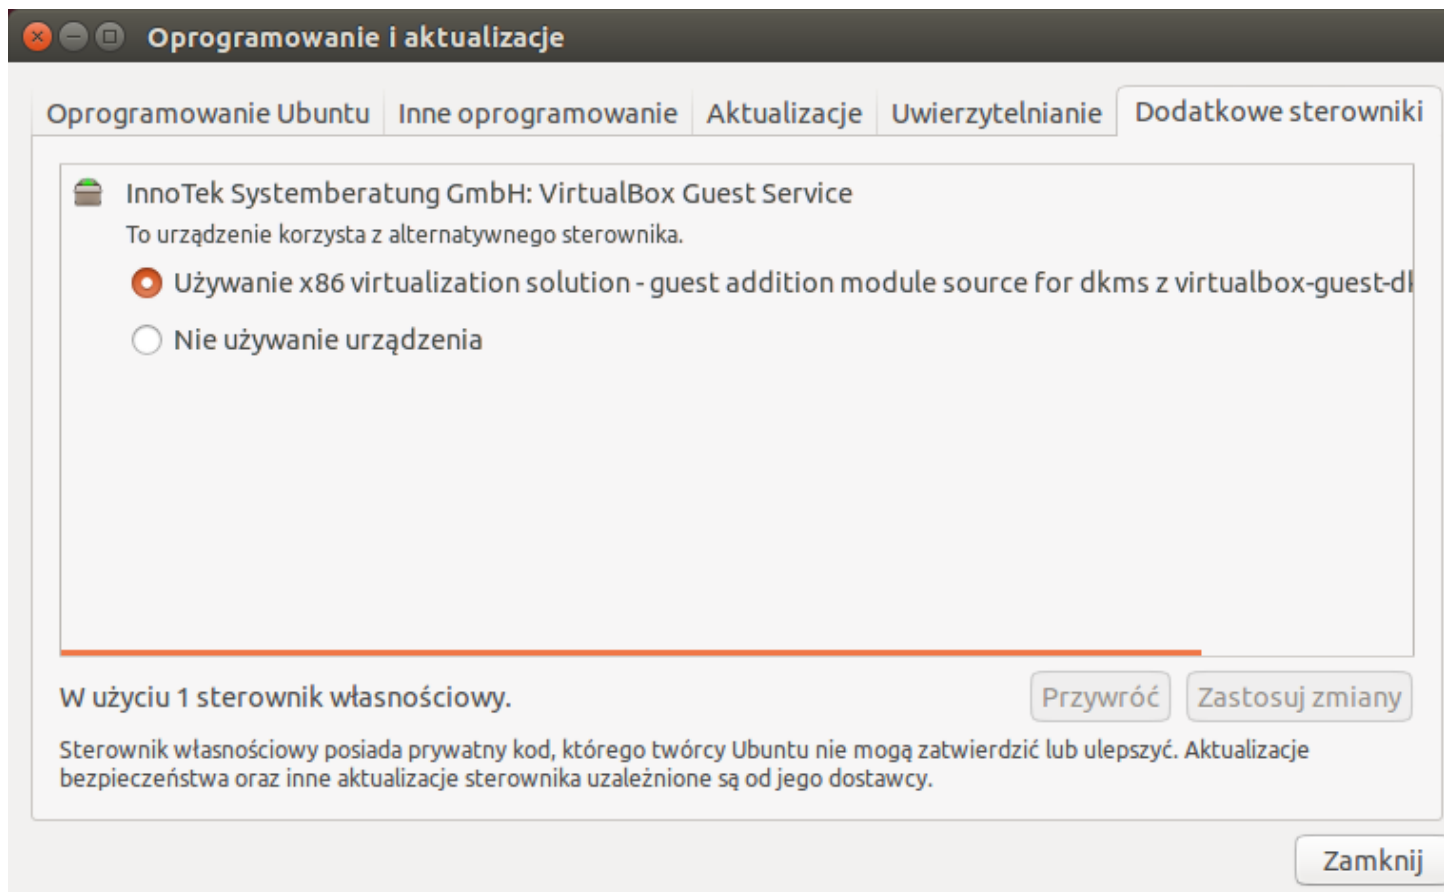 Oprogramowanie i aktualizacje
Oprogramowanie Ubuntu Inne oprogramowanie Aktualizacje Uwierzytelnianie Dodatkowe sterowniki
InnoTek Systemberatung GmbH: VirtualBox Guest Service
To urządzenie korzysta z alternatywnego sterownika.
Używanie x86 virtualization solution - guest addition module source for dkms z virtualbox-guest-dk
Nie używanie urządzenia
W użyciu 1 sterownik własnościowy.
Przywróć Zastosuj zmiany
Sterownik własnościowy posiada prywatny kod, którego twórcy Ubuntu nie mogą zatwierdzić lub ulepszyć. Aktualizacje
bezpieczeństwa oraz inne aktualizacje sterownika uzależnione są od jego dostawcy.
Zamknij